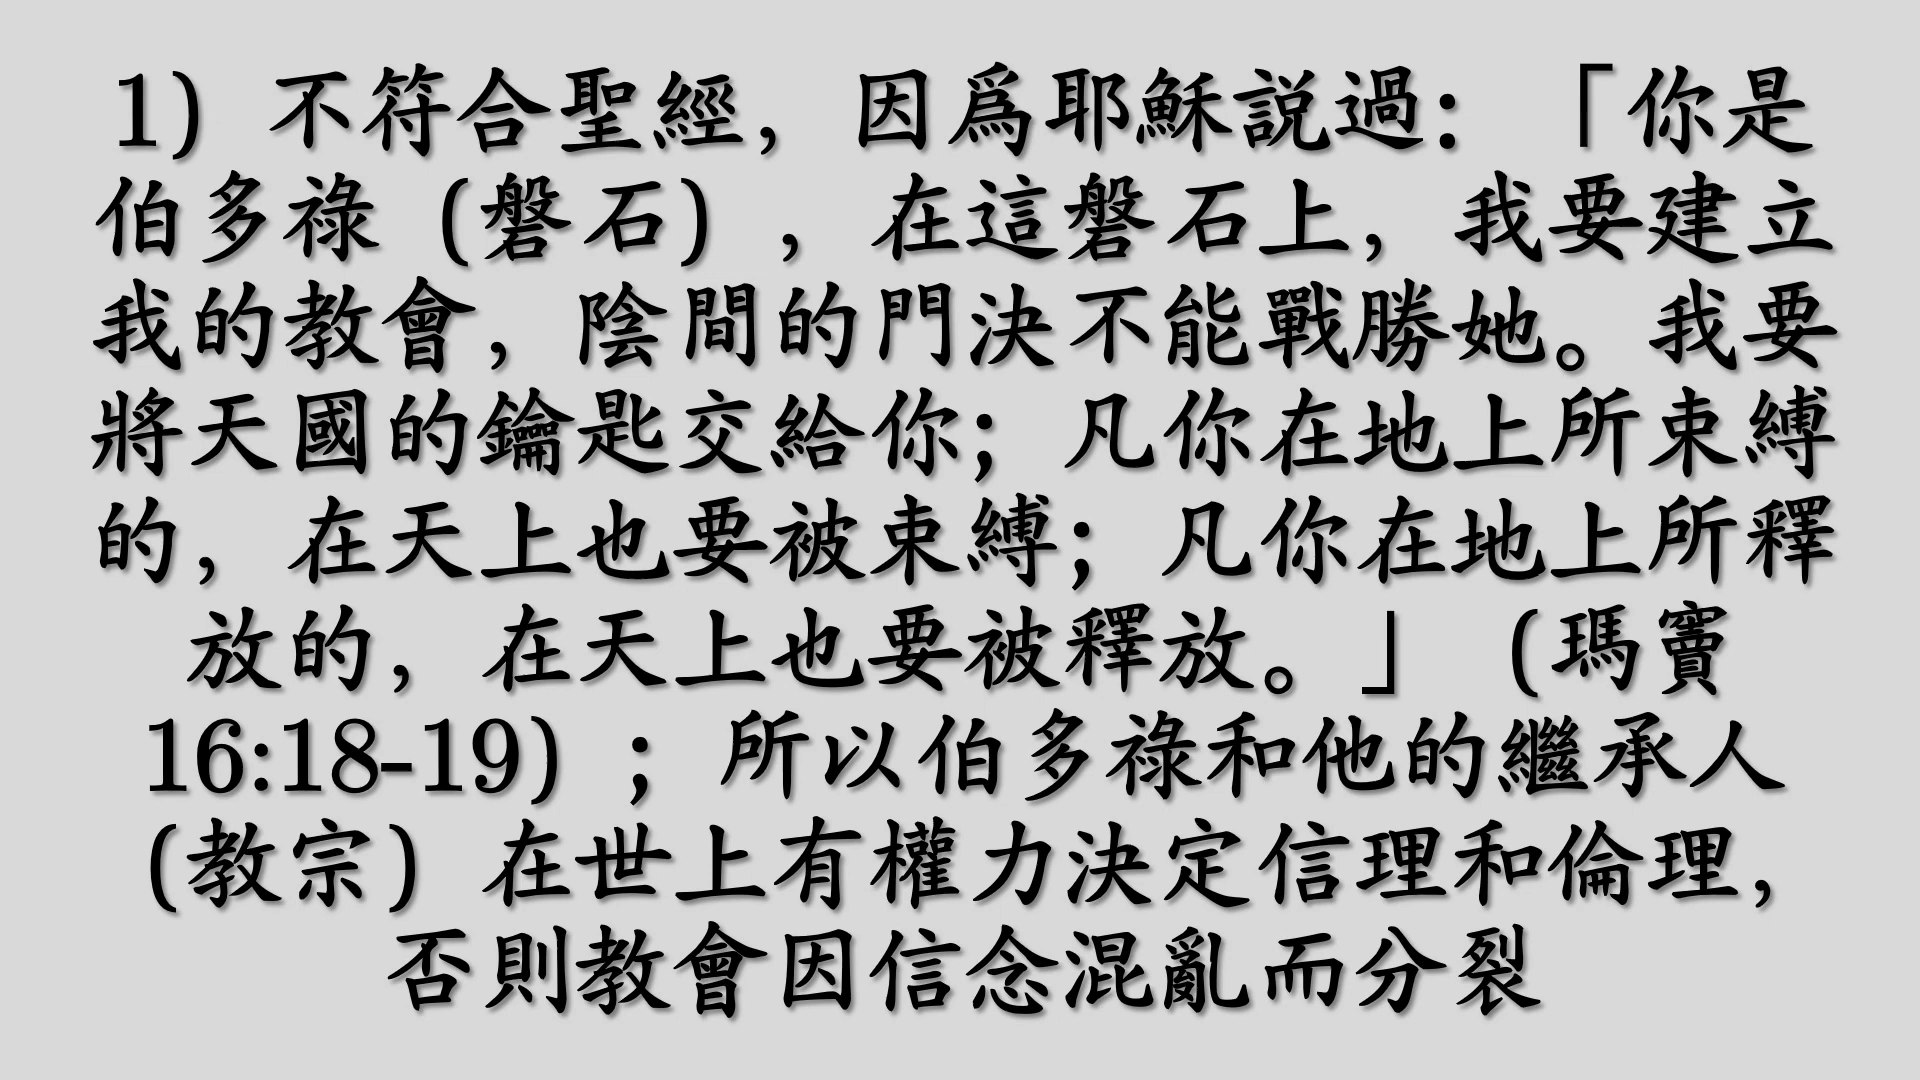 1）不符合聖經，因爲耶穌説過：「你是
伯多祿（磐石），在這磐石上，我要建立
我的教會，陰間的門決不能戰勝她。我要
將天國的鑰匙交給你；凡你在地上所束縛
的，在天上也要被束縛；凡你在地上所釋
放的，在天上也要被釋放。」（瑪竇
16:18-19）；所以伯多祿和他的繼承人
（教宗）在世上有權力決定信理和倫理，
否則教會因信念混亂而分裂